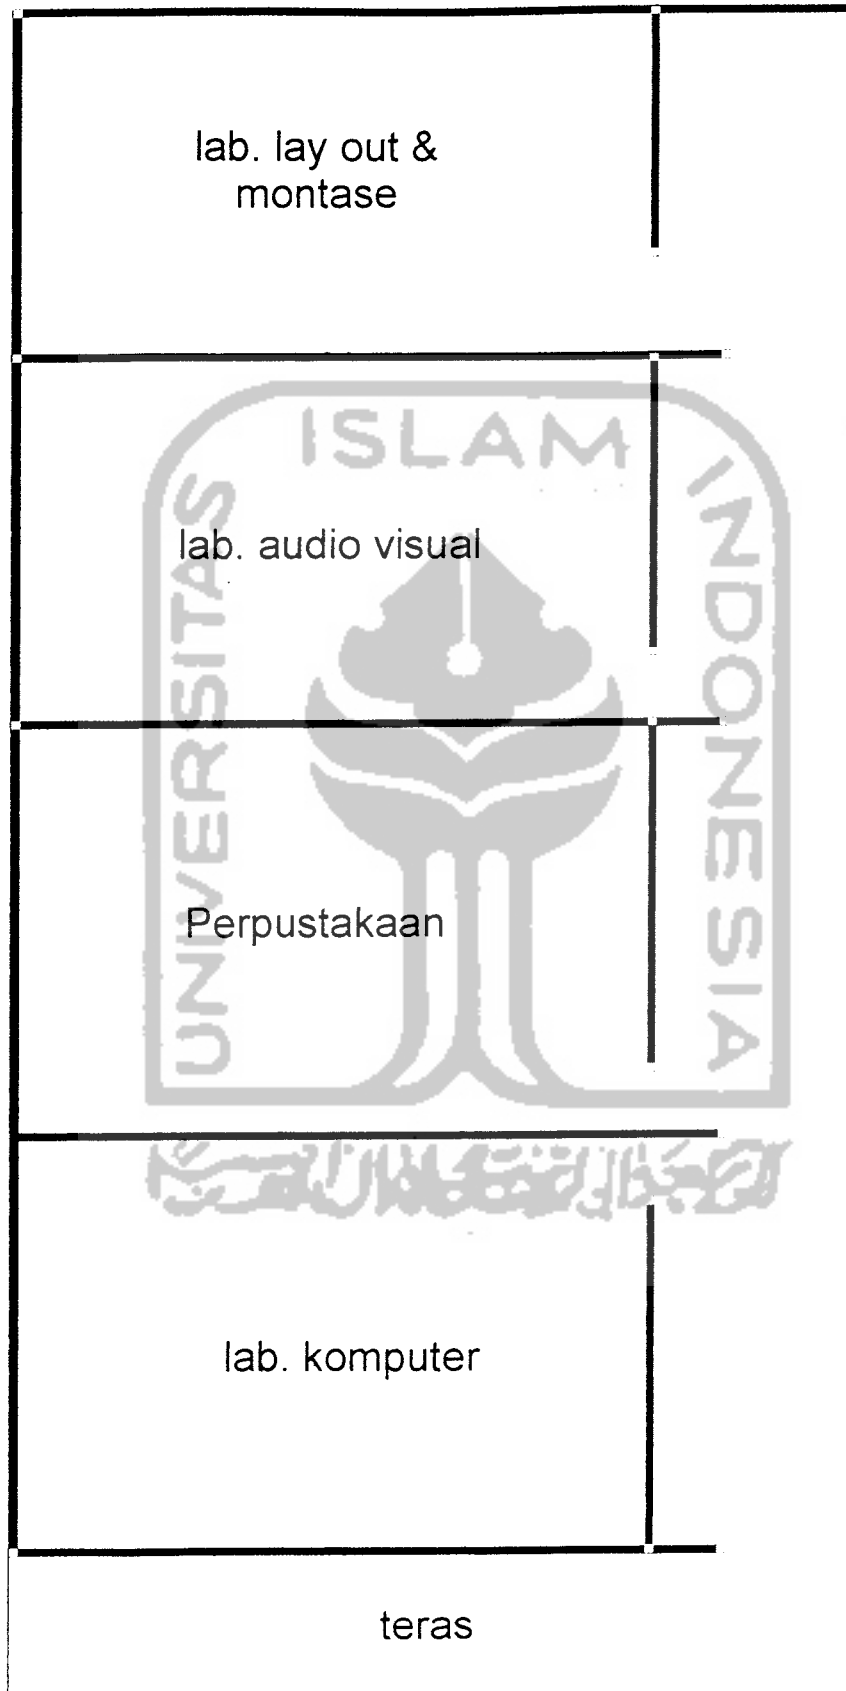 lab. lay out &
montase
ISLAM
UNIVERSITAS
INDONESIA
lab. audio visual
Perpustakaan
lab. komputer
teras